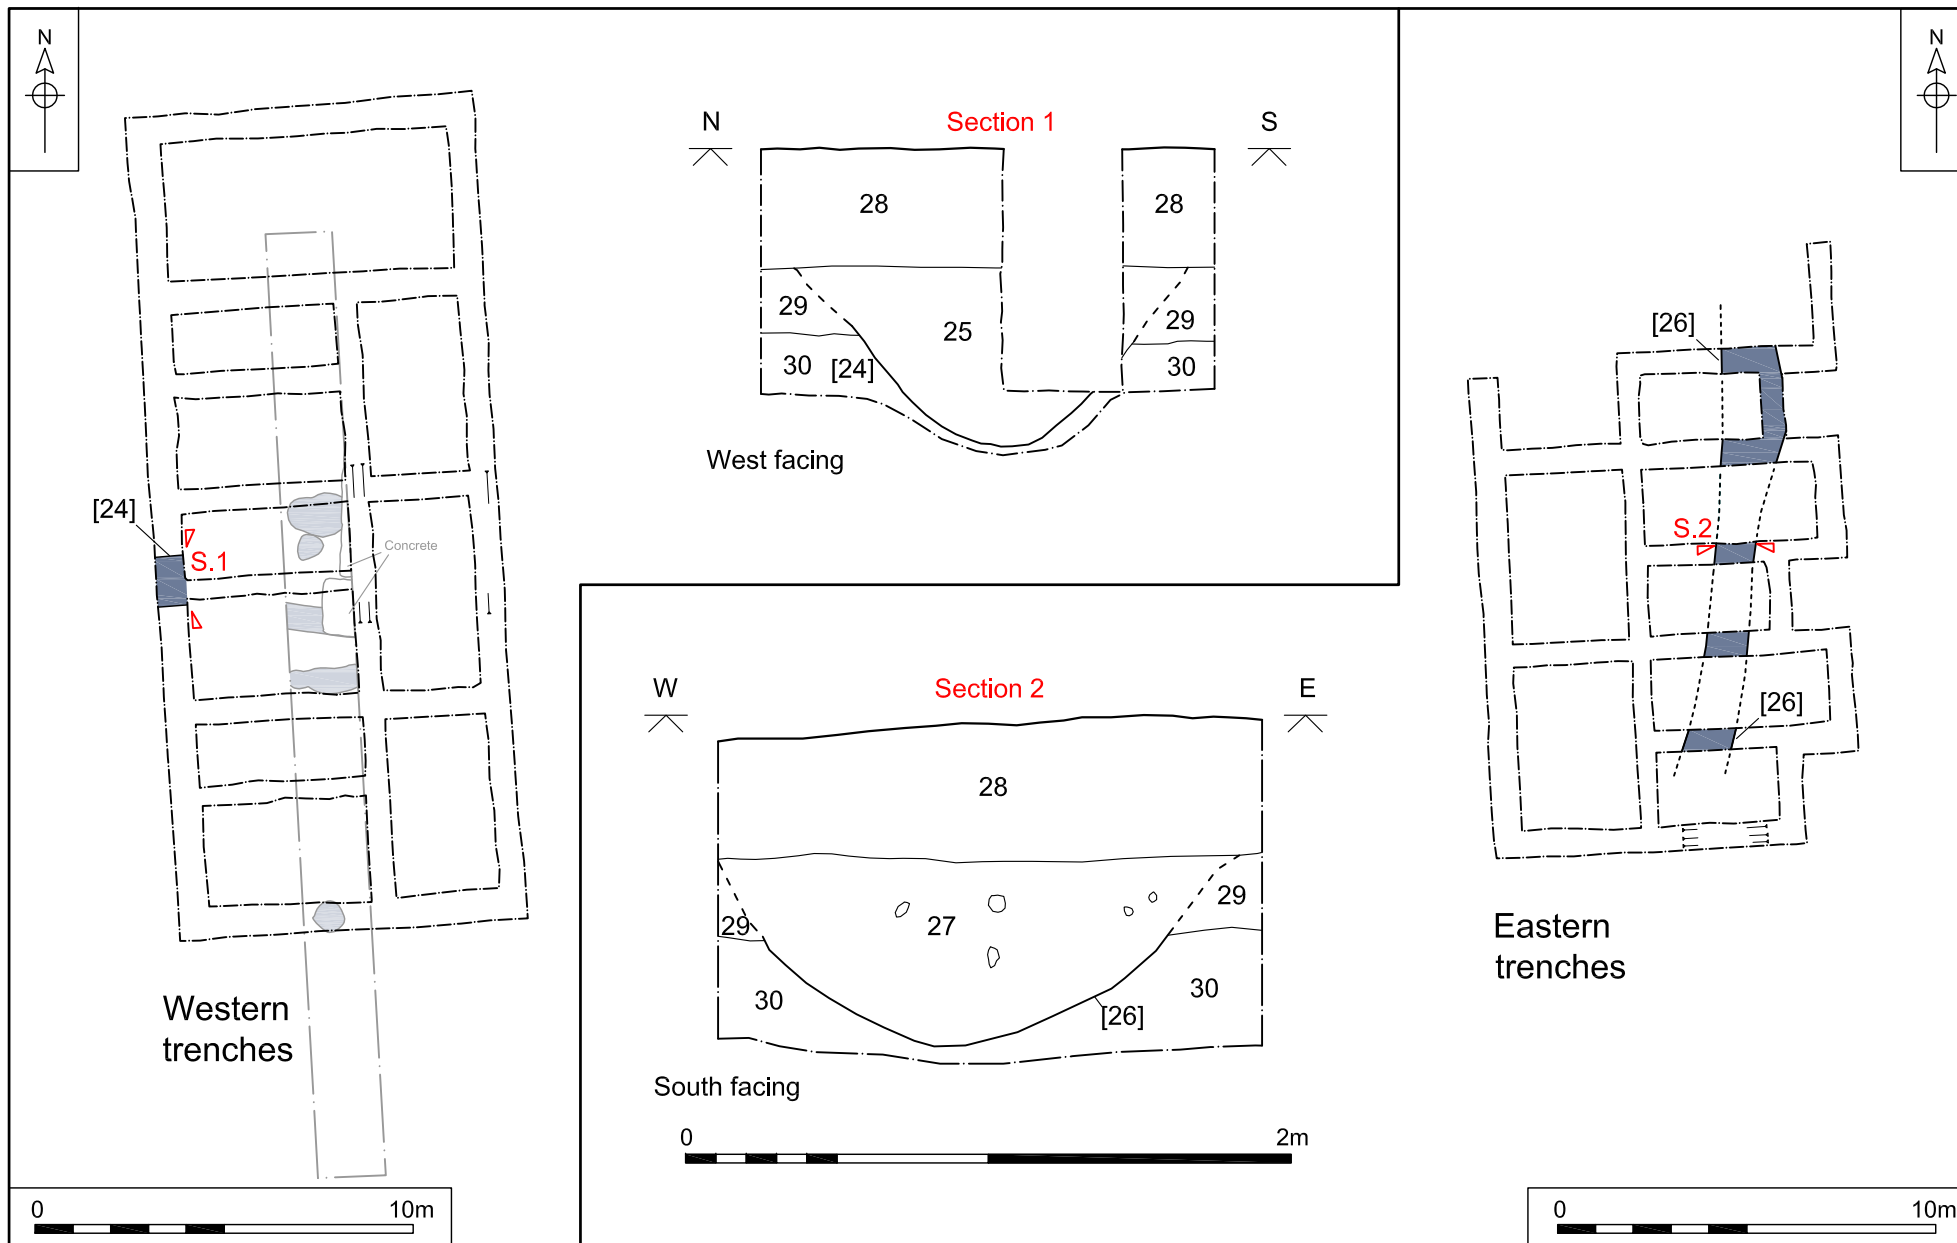 N
[24]
S.1
Concrete
Western
trenches
0 10m
Section 1
N S
28 28
29 25 29
30 [24] 30
West facing
Section 2
W E
28
29 27 29
30 [26] 30
South facing
0 2m
N
[26]
S.2
[26]
Eastern
trenches
0 10m